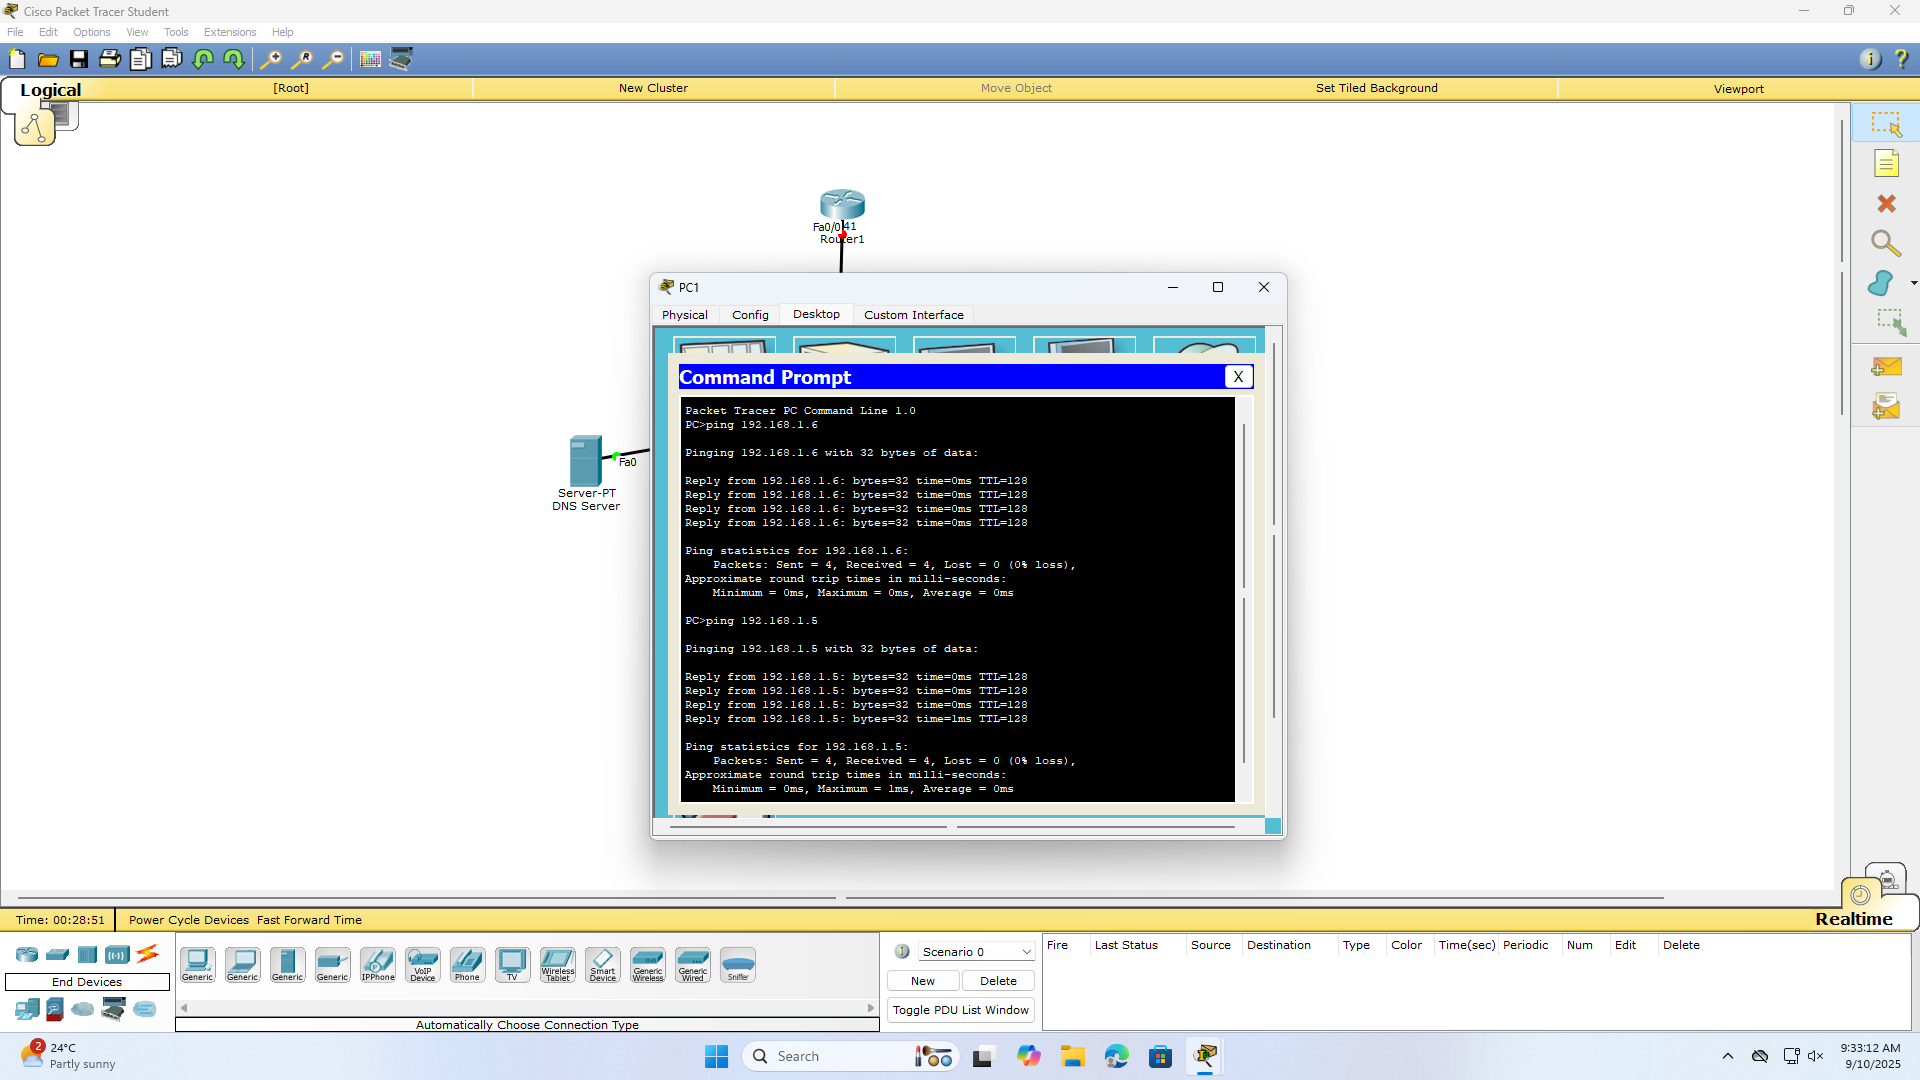 Cisco Packet Tracer Student
File Edit Options View Tools Extensions Help
Logical [Root] New Cluster Move Object Set Tiled Background Viewport
Router1
PC1
Physical Config Desktop Custom Interface
Command Prompt X
Packet Tracer PC Command Line 1.0
PC>ping 192.168.1.6
Pinging 192.168.1.6 with 32 bytes of data:
Reply from 192.168.1.6: bytes=32 time=0ms TTL=128
Reply from 192.168.1.6: bytes=32 time=0ms TTL=128
Reply from 192.168.1.6: bytes=32 time=0ms TTL=128
Reply from 192.168.1.6: bytes=32 time=0ms TTL=128
Ping statistics for 192.168.1.6:
Packets: Sent = 4, Received = 4, Lost = 0 (0% loss),
Approximate round trip times in milli-seconds:
Minimum = 0ms, Maximum = 0ms, Average = 0ms
PC>ping 192.168.1.5
Pinging 192.168.1.5 with 32 bytes of data:
Reply from 192.168.1.5: bytes=32 time=0ms TTL=128
Reply from 192.168.1.5: bytes=32 time=0ms TTL=128
Reply from 192.168.1.5: bytes=32 time=0ms TTL=128
Reply from 192.168.1.5: bytes=32 time=1ms TTL=128
Ping statistics for 192.168.1.5:
Packets: Sent = 4, Received = 4, Lost = 0 (0% loss),
Approximate round trip times in milli-seconds:
Minimum = 0ms, Maximum = 1ms, Average = 0ms
Fa0
Server-PT
DNS Server
Time: 00:28:51 Power Cycle Devices Fast Forward Time
Realtime
End Devices
Generic Generic Generic Generic IPPhone VoIP Device Phone TV Wireless Tablet Smart Device Generic Wireless Generic Wired Sniffer
Automatically Choose Connection Type
Scenario 0
New Delete
Toggle PDU List Window
Fire Last Status Source Destination Type Color Time(sec) Periodic Num Edit Delete
2
24°C
Partly sunny
Search
9:33:12 AM
9/10/2025